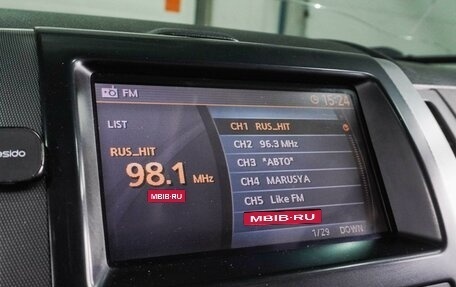 FM
15:24
LIST
RUS_HIT
98.1 MHz
MBIB·RU
CH1 RUS_HIT
CH2 96.3 MHz
CH3 *АВТО*
CH4 MARUSYA
CH5 Like FM
MBIB·RU
1/29 DOWN
esido